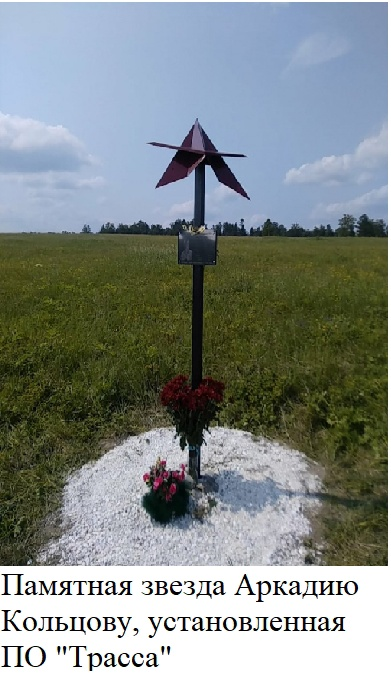 Памятная звезда Аркадию
Кольцову, установленная
ПО "Трасса"